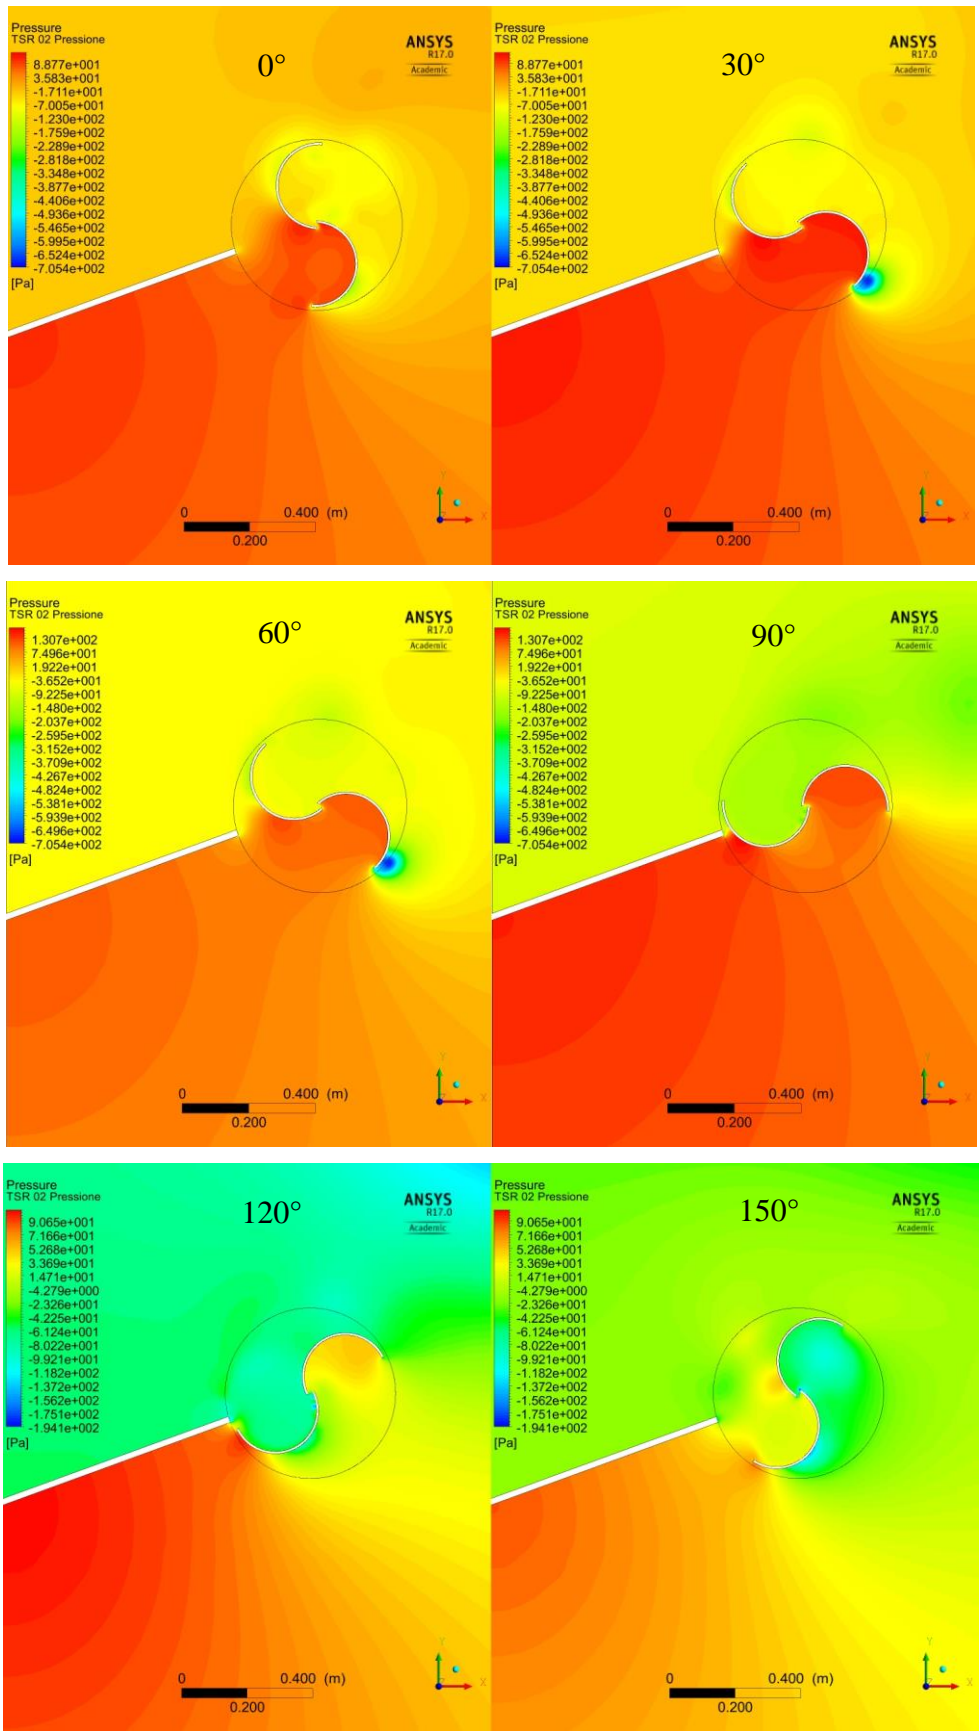 Pressure
TSR 02 Pressione
8.877e+001
3.583e+001
-1.711e+001
-7.005e+001
-1.230e+002
-1.759e+002
-2.289e+002
-2.818e+002
-3.348e+002
-3.877e+002
-4.406e+002
-4.936e+002
-5.465e+002
-5.995e+002
-6.524e+002
-7.054e+002
[Pa]
0°
ANSYS
R17.0
Academic
0 0.400 (m)
0.200
Y
X
Pressure
TSR 02 Pressione
8.877e+001
3.583e+001
-1.711e+001
-7.005e+001
-1.230e+002
-1.759e+002
-2.289e+002
-2.818e+002
-3.348e+002
-3.877e+002
-4.406e+002
-4.936e+002
-5.465e+002
-5.995e+002
-6.524e+002
-7.054e+002
[Pa]
30°
ANSYS
R17.0
Academic
0 0.400 (m)
0.200
Y
X
Pressure
TSR 02 Pressione
1.307e+002
7.496e+001
1.922e+001
-3.652e+001
-9.225e+001
-1.480e+002
-2.037e+002
-2.595e+002
-3.152e+002
-3.709e+002
-4.267e+002
-4.824e+002
-5.381e+002
-5.939e+002
-6.496e+002
-7.054e+002
[Pa]
60°
ANSYS
R17.0
Academic
0 0.400 (m)
0.200
Y
X
Pressure
TSR 02 Pressione
1.307e+002
7.496e+001
1.922e+001
-3.652e+001
-9.225e+001
-1.480e+002
-2.037e+002
-2.595e+002
-3.152e+002
-3.709e+002
-4.267e+002
-4.824e+002
-5.381e+002
-5.939e+002
-6.496e+002
-7.054e+002
[Pa]
90°
ANSYS
R17.0
Academic
0 0.400 (m)
0.200
Y
X
Pressure
TSR 02 Pressione
9.065e+001
7.166e+001
5.268e+001
3.369e+001
1.471e+001
-4.279e+000
-2.326e+001
-4.225e+001
-6.124e+001
-8.022e+001
-9.921e+001
-1.182e+002
-1.372e+002
-1.562e+002
-1.751e+002
-1.941e+002
[Pa]
120°
ANSYS
R17.0
Academic
0 0.400 (m)
0.200
Y
X
Pressure
TSR 02 Pressione
9.065e+001
7.166e+001
5.268e+001
3.369e+001
1.471e+001
-4.279e+000
-2.326e+001
-4.225e+001
-6.124e+001
-8.022e+001
-9.921e+001
-1.182e+002
-1.372e+002
-1.562e+002
-1.751e+002
-1.941e+002
[Pa]
150°
ANSYS
R17.0
Academic
0 0.400 (m)
0.200
Y
X